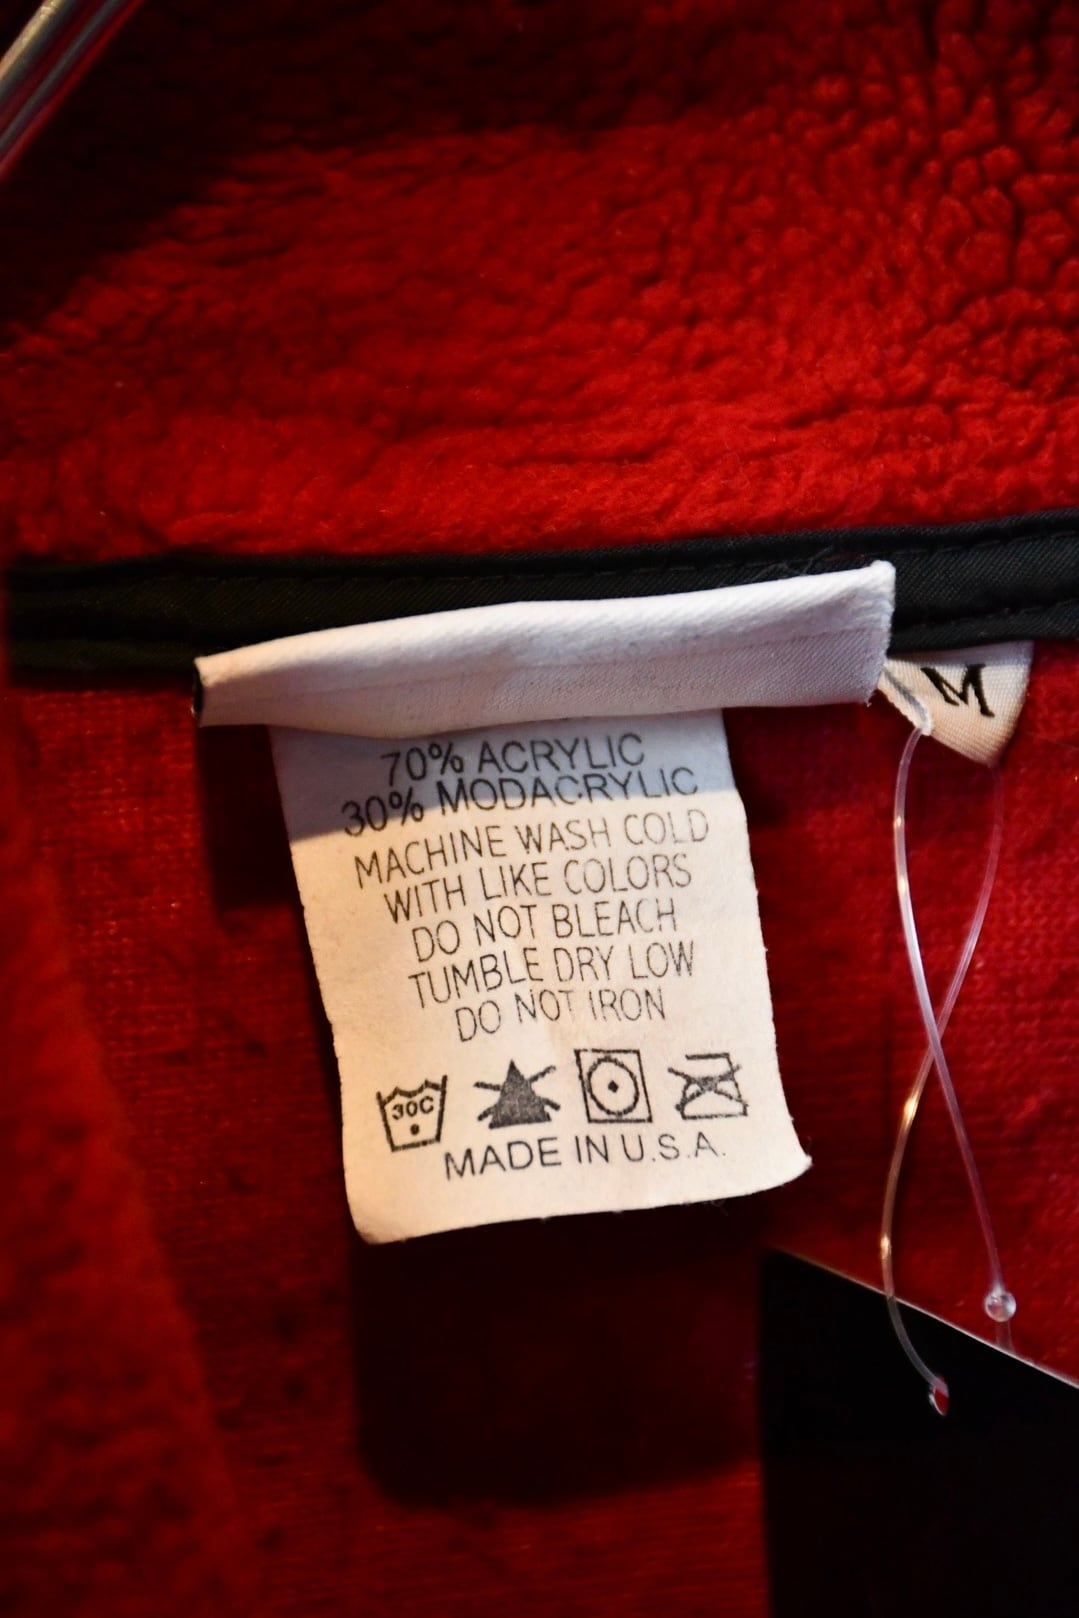 M
70% ACRYLIC
30% MODACRYLIC
MACHINE WASH COLD
WITH LIKE COLORS
DO NOT BLEACH
TUMBLE DRY LOW
DO NOT IRON
30C
MADE IN U.S.A.